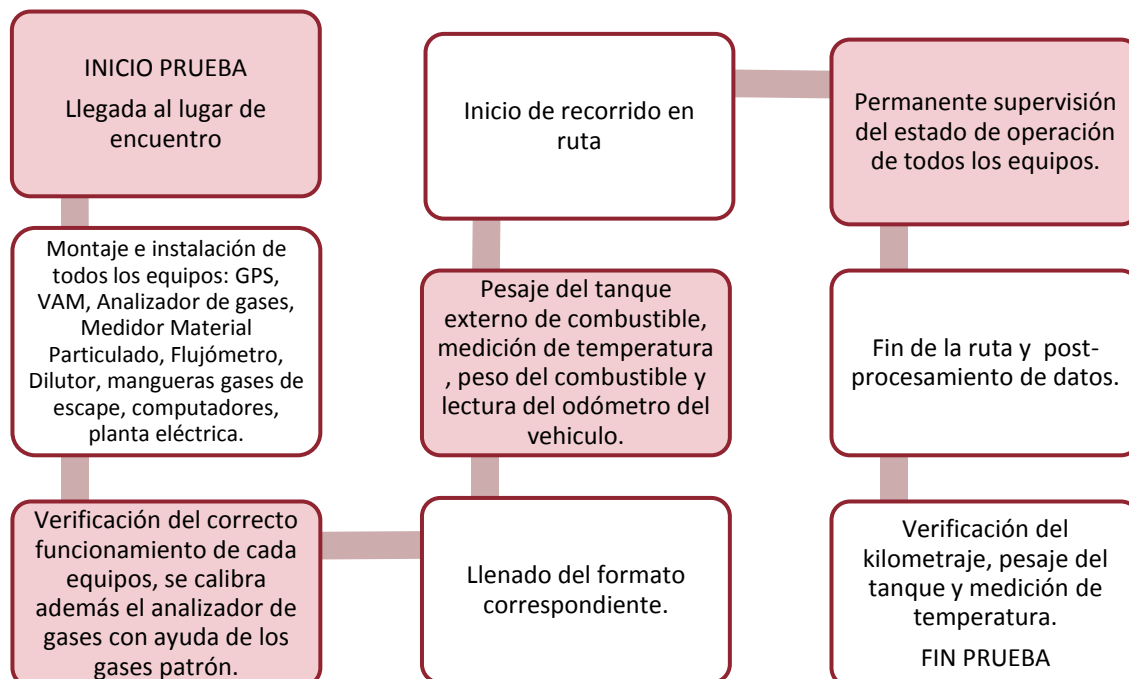 INICIO PRUEBA
Llegada al lugar de
encuentro
Montaje e instalación de
todos los equipos: GPS,
VAM, Analizador de gases,
Medidor Material
Particulado, Flujómetro,
Dilutor, mangueras gases de
escape, computadores,
planta eléctrica.
Verificación del correcto
funcionamiento de cada
equipos, se calibra
además el analizador de
gases con ayuda de los
gases patrón.
Llenado del formato
correspondiente.
Pesaje del tanque
externo de combustible,
medición de temperatura
, peso del combustible y
lectura del odómetro del
vehiculo.
Inicio de recorrido en
ruta
Permanente supervisión
del estado de operación
de todos los equipos.
Fin de la ruta y post-
procesamiento de datos.
Verificación del
kilometraje, pesaje del
tanque y medición de
temperatura.
FIN PRUEBA